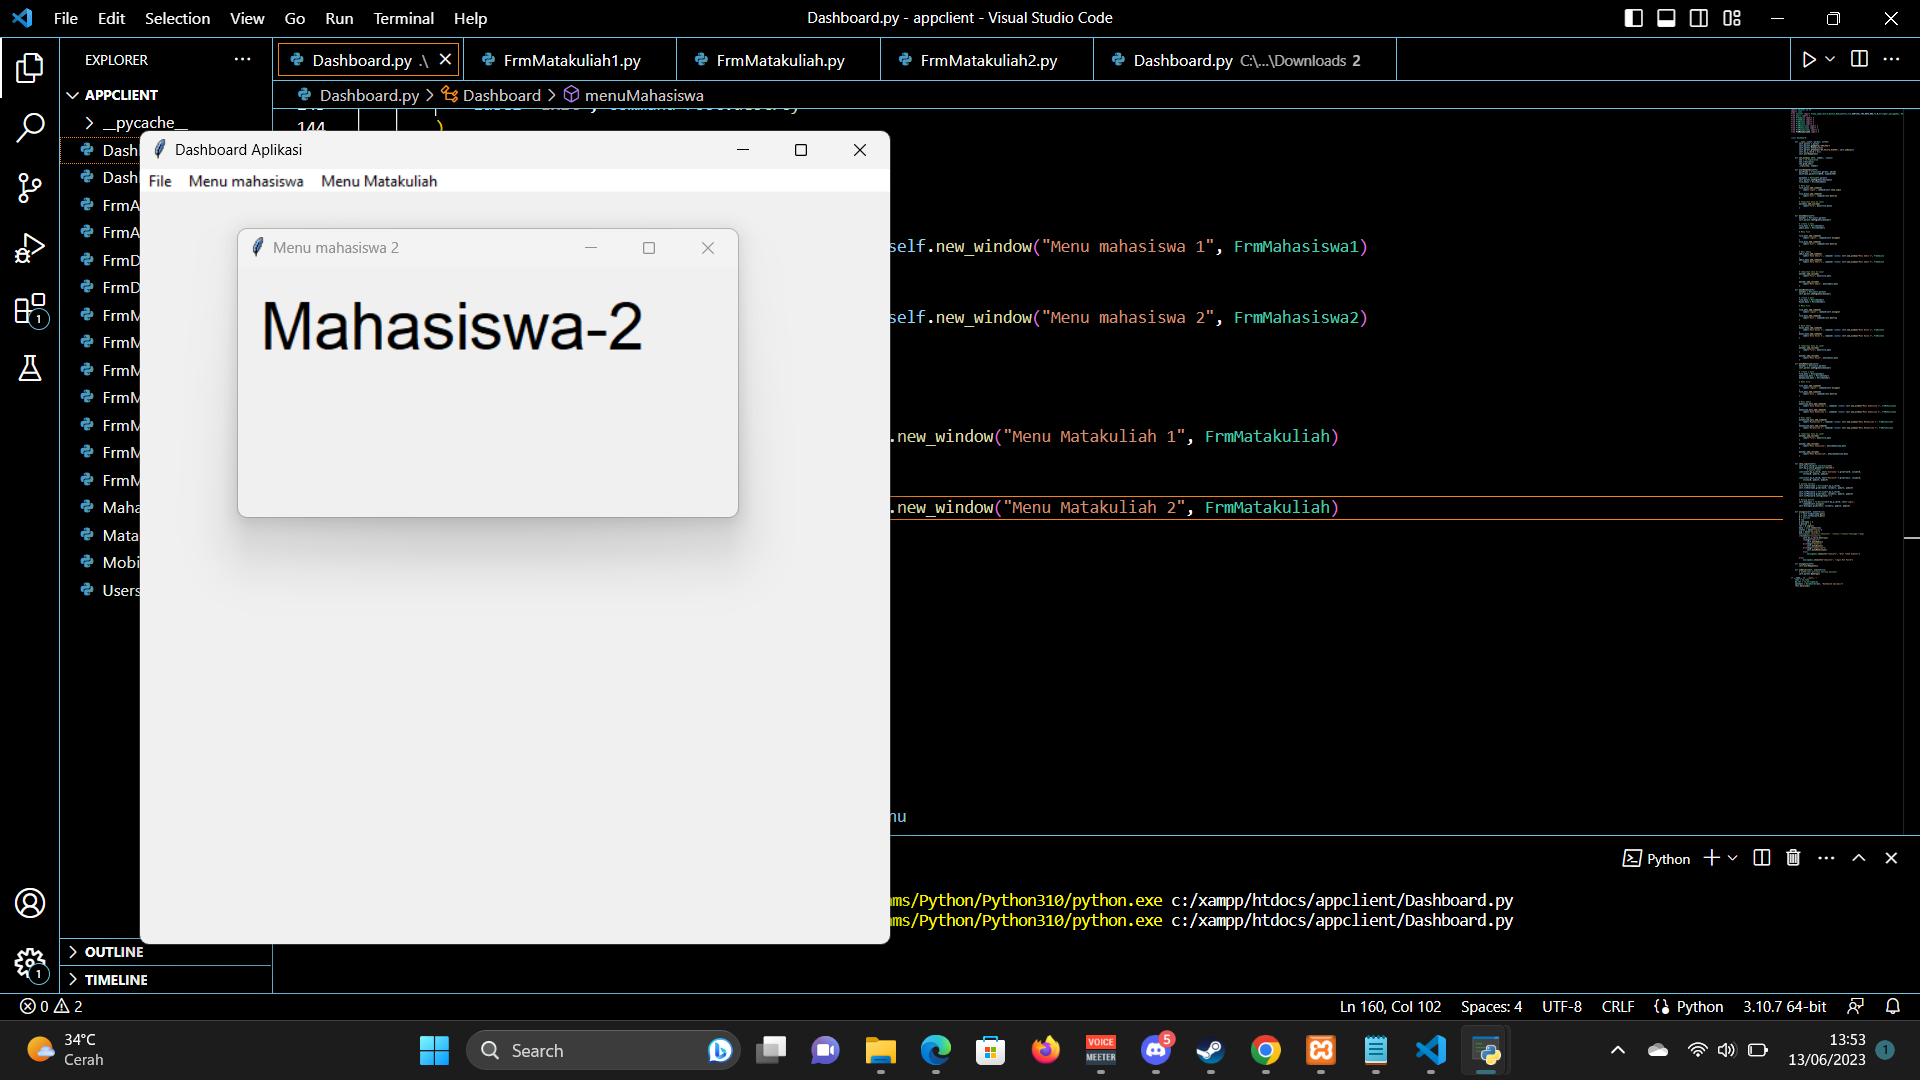 File Edit Selection View Go Run Terminal Help
Dashboard.py - appclient - Visual Studio Code
EXPLORER
Dashboard.py .\
FrmMatakuliah1.py
FrmMatakuliah.py
FrmMatakuliah2.py
Dashboard.py C:\...\Downloads 2
APPCLIENT
Dashboard.py > Dashboard > menuMahasiswa
__pycache__
144
)
Dash
Dash
FrmA
FrmA
FrmD
FrmD
FrmM
FrmM
FrmM
FrmM
FrmM
FrmM
FrmM
Maha
Mata
Mobi
Users
Dashboard Aplikasi
File Menu mahasiswa Menu Matakuliah
Menu mahasiswa 2
Mahasiswa-2
self.new_window("Menu mahasiswa 1", FrmMahasiswa1)
self.new_window("Menu mahasiswa 2", FrmMahasiswa2)
.new_window("Menu Matakuliah 1", FrmMatakuliah)
.new_window("Menu Matakuliah 2", FrmMatakuliah)
nu
Python
ms/Python/Python310/python.exe c:/xampp/htdocs/appclient/Dashboard.py
ms/Python/Python310/python.exe c:/xampp/htdocs/appclient/Dashboard.py
OUTLINE
TIMELINE
1
1
0 2
Ln 160, Col 102 Spaces: 4 UTF-8 CRLF Python 3.10.7 64-bit
34°C
Cerah
Search
VOICE
MEETER
5
13:53
13/06/2023
1